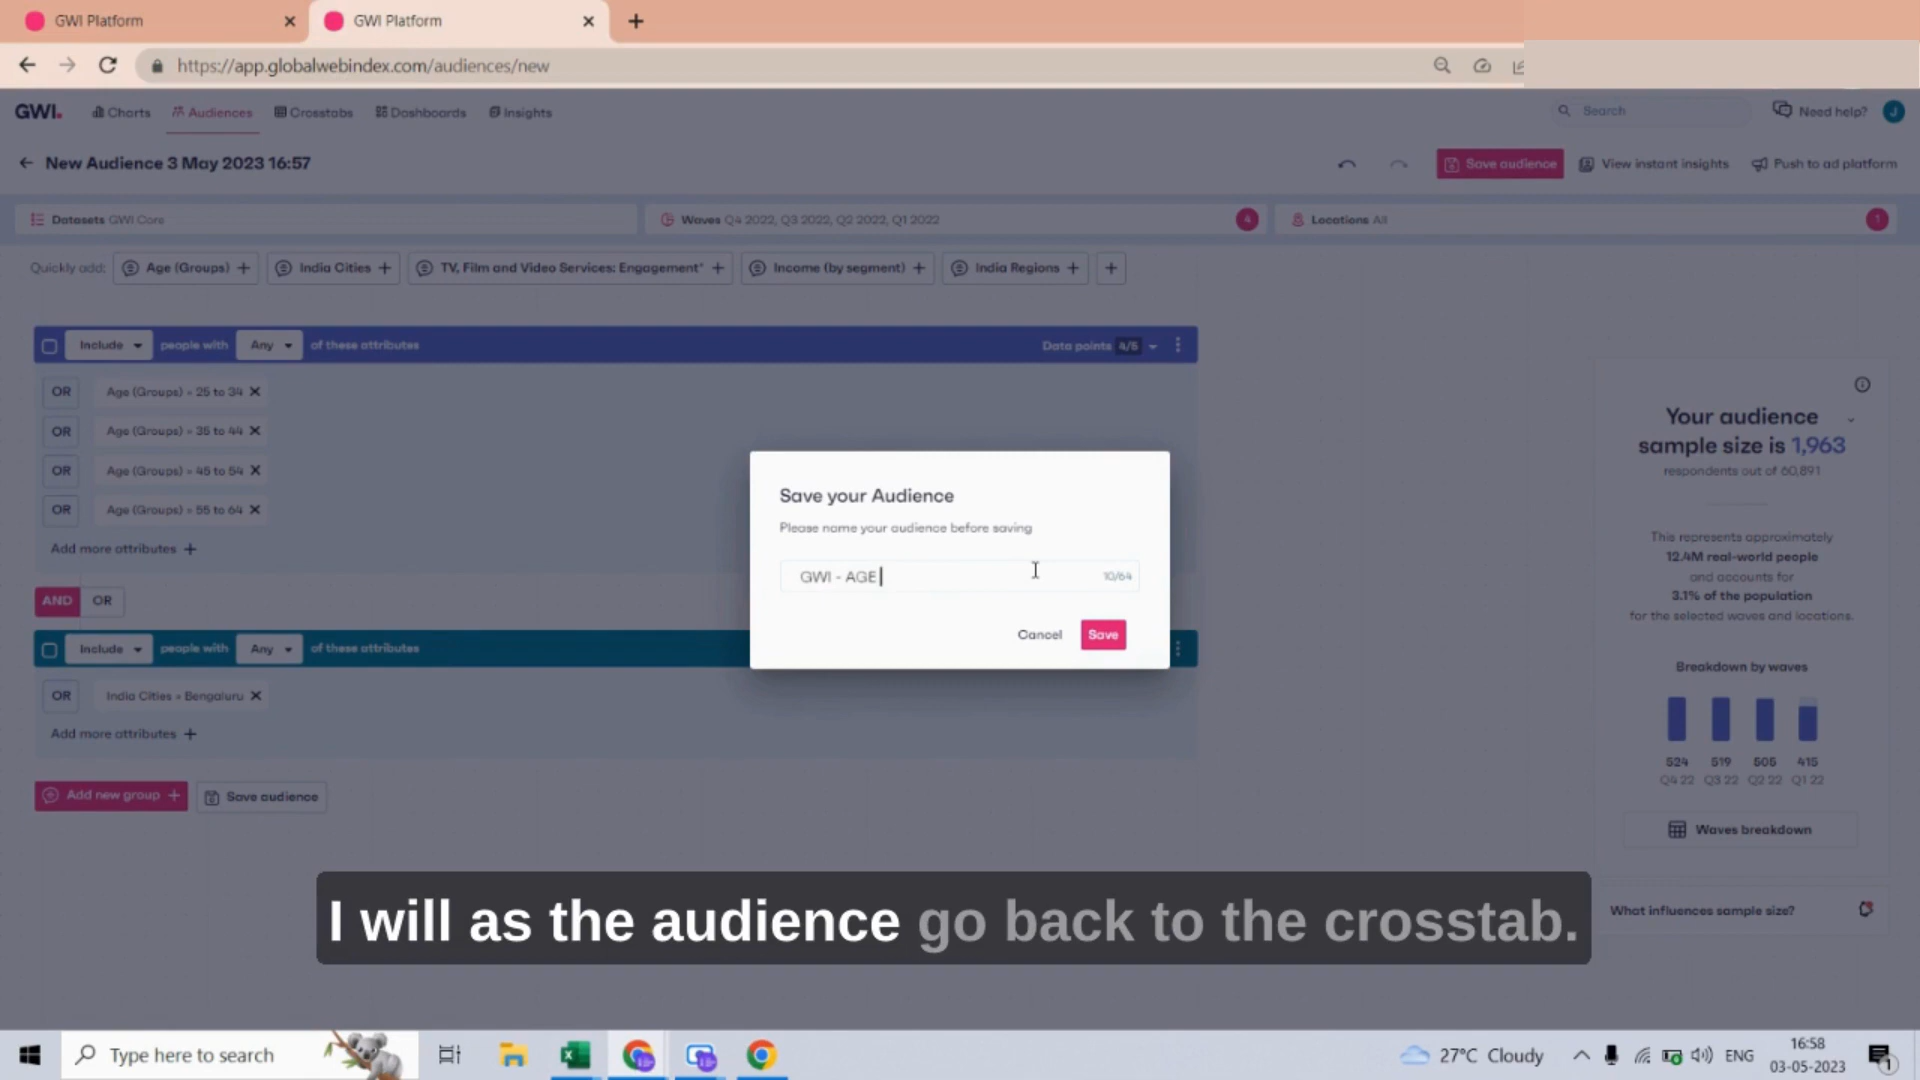 GWI Platform
GWI Platform
https://app.globalwebindex.com/audiences/new
GWI.
Charts
Audiences
Crosstabs
Dashboards
Insights
Search
Need help?
J
New Audience 3 May 2023 16:57
Save audience
View instant insights
Push to ad platform
Datasets GWI Core
Waves Q4 2022, Q3 2022, Q2 2022, Q1 2022
4
Locations All
1
Quickly add:
Age (Groups) +
India Cities +
TV, Film and Video Services: Engagement* +
Income (by segment) +
India Regions +
+
Include people with Any of these attributes
Data points 4/5
OR Age (Groups) » 25 to 34
OR Age (Groups) » 35 to 44
OR Age (Groups) » 45 to 54
OR Age (Groups) » 55 to 64
Add more attributes +
AND OR
Include people with Any of these attributes
OR India Cities » Bengaluru
Add more attributes +
Add new group +
Save audience
Save your Audience
Please name your audience before saving
GWI - AGE
10/64
Cancel
Save
Your audience
sample size is 1,963
respondents out of 60,891
This represents approximately
12.4M real-world people
and accounts for
3.1% of the population
for the selected waves and locations.
Breakdown by waves
524 519 505 415
Q4 22 Q3 22 Q2 22 Q1 22
Waves breakdown
What influences sample size?
I will as the audience go back to the crosstab.
Type here to search
27°C Cloudy
ENG
16:58
03-05-2023
1